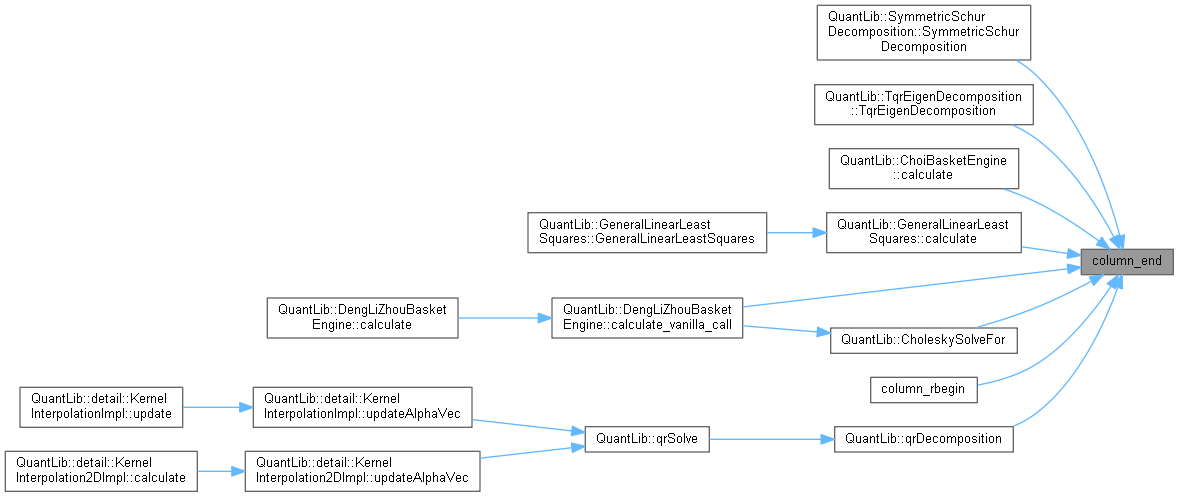 QuantLib::SymmetricSchur
Decomposition::SymmetricSchur
Decomposition
QuantLib::TqrEigenDecomposition
::TqrEigenDecomposition
QuantLib::ChoiBasketEngine
::calculate
QuantLib::GeneralLinearLeast
Squares::GeneralLinearLeastSquares
QuantLib::GeneralLinearLeast
Squares::calculate
column_end
QuantLib::DengLiZhouBasket
Engine::calculate
QuantLib::DengLiZhouBasket
Engine::calculate_vanilla_call
QuantLib::CholeskySolveFor
column_rbegin
QuantLib::detail::Kernel
InterpolationImpl::update
QuantLib::detail::Kernel
InterpolationImpl::updateAlphaVec
QuantLib::qrSolve
QuantLib::qrDecomposition
QuantLib::detail::Kernel
Interpolation2DImpl::calculate
QuantLib::detail::Kernel
Interpolation2DImpl::updateAlphaVec